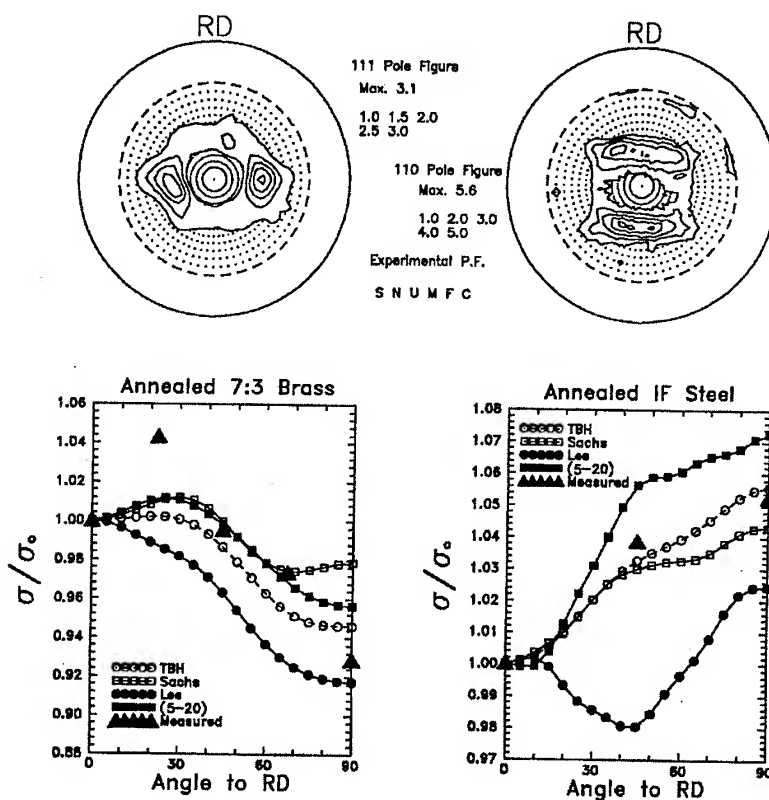 RD
RD
111 Pole Figure
Max. 3.1
1.0 1.5 2.0
2.5 3.0
110 Pole Figure
Max. 5.6
1.0 2.0 3.0
4.0 5.0
Experimental P.F.
S N U M F C
Annealed 7:3 Brass
1.06
1.04
1.02
1.00
0.98
0.96
0.94
0.92
0.90
0.88
σ/σ₀
TBH
Sachs
Lee
(5-20)
Measured
0 30 60 90
Angle to RD
Annealed IF Steel
1.08
1.07
1.06
1.05
1.04
1.03
1.02
1.01
1.00
0.99
0.98
0.97
σ/σ₀
TBH
Sachs
Lee
(5-20)
Measured
0 30 60 90
Angle to RD